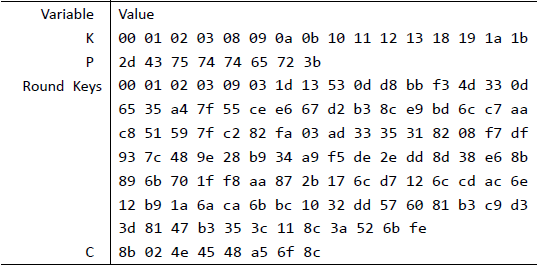 Variable Value
K 00 01 02 03 08 09 0a 0b 10 11 12 13 18 19 1a 1b
P 2d 43 75 74 74 65 72 3b
Round Keys 00 01 02 03 09 03 1d 13 53 0d d8 bb f3 4d 33 0d
65 35 a4 7f 55 ce e6 67 d2 b3 8c e9 bd 6c c7 aa
c8 51 59 7f c2 82 fa 03 ad 33 35 31 82 08 f7 df
93 7c 48 9e 28 b9 34 a9 f5 de 2e dd 8d 38 e6 8b
89 6b 70 1f f8 aa 87 2b 17 6c d7 12 6c cd ac 6e
12 b9 1a 6a ca 6b bc 10 32 dd 57 60 81 b3 c9 d3
3d 81 47 b3 35 3c 11 8c 3a 52 6b fe
C 8b 02 4e 45 48 a5 6f 8c